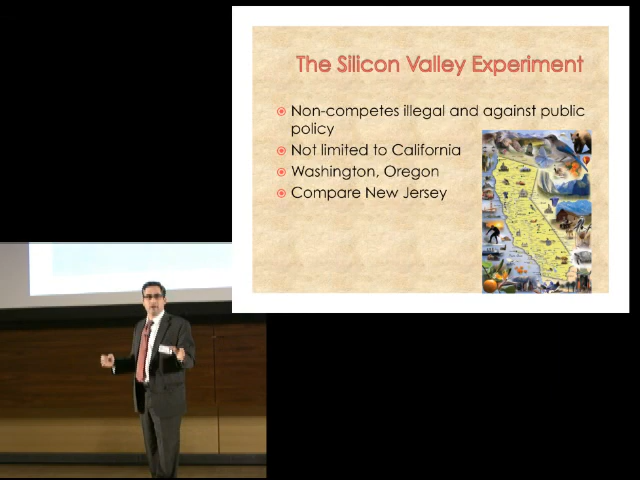 The Silicon Valley Experiment
Non-competes illegal and against public
policy
Not limited to California
Washington, Oregon
Compare New Jersey